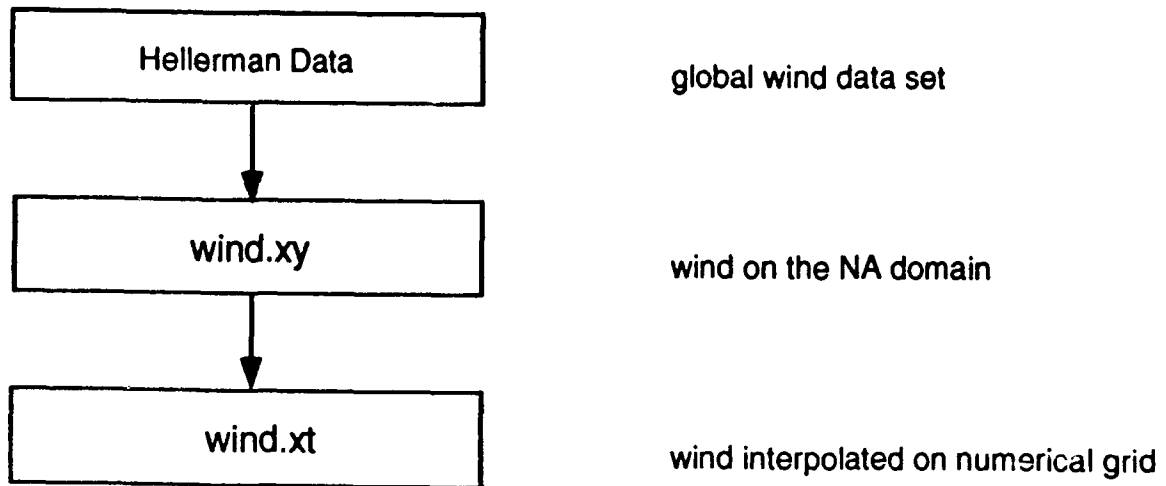 Hellerman Data
global wind data set
wind.xy
wind on the NA domain
wind.xt
wind interpolated on numerical grid